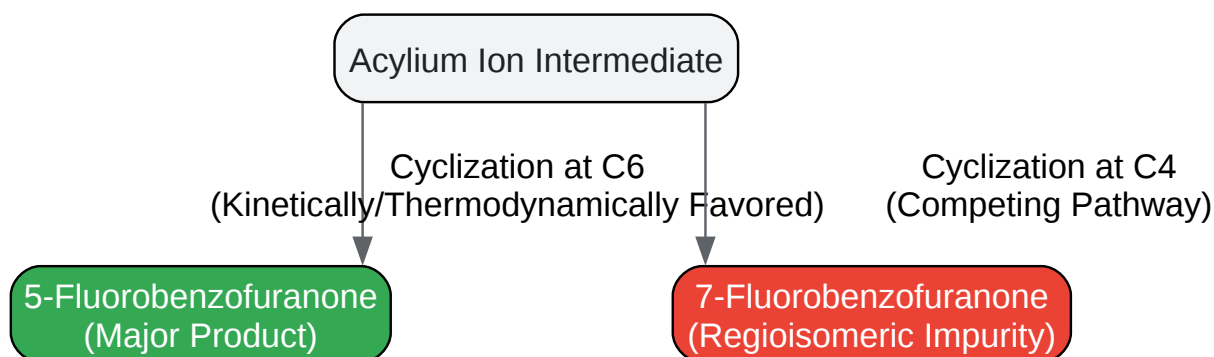 Acylium Ion Intermediate
Cyclization at C6
(Kinetically/Thermodynamically Favored)
Cyclization at C4
(Competing Pathway)
5-Fluorobenzofuranone
(Major Product)
7-Fluorobenzofuranone
(Regioisomeric Impurity)